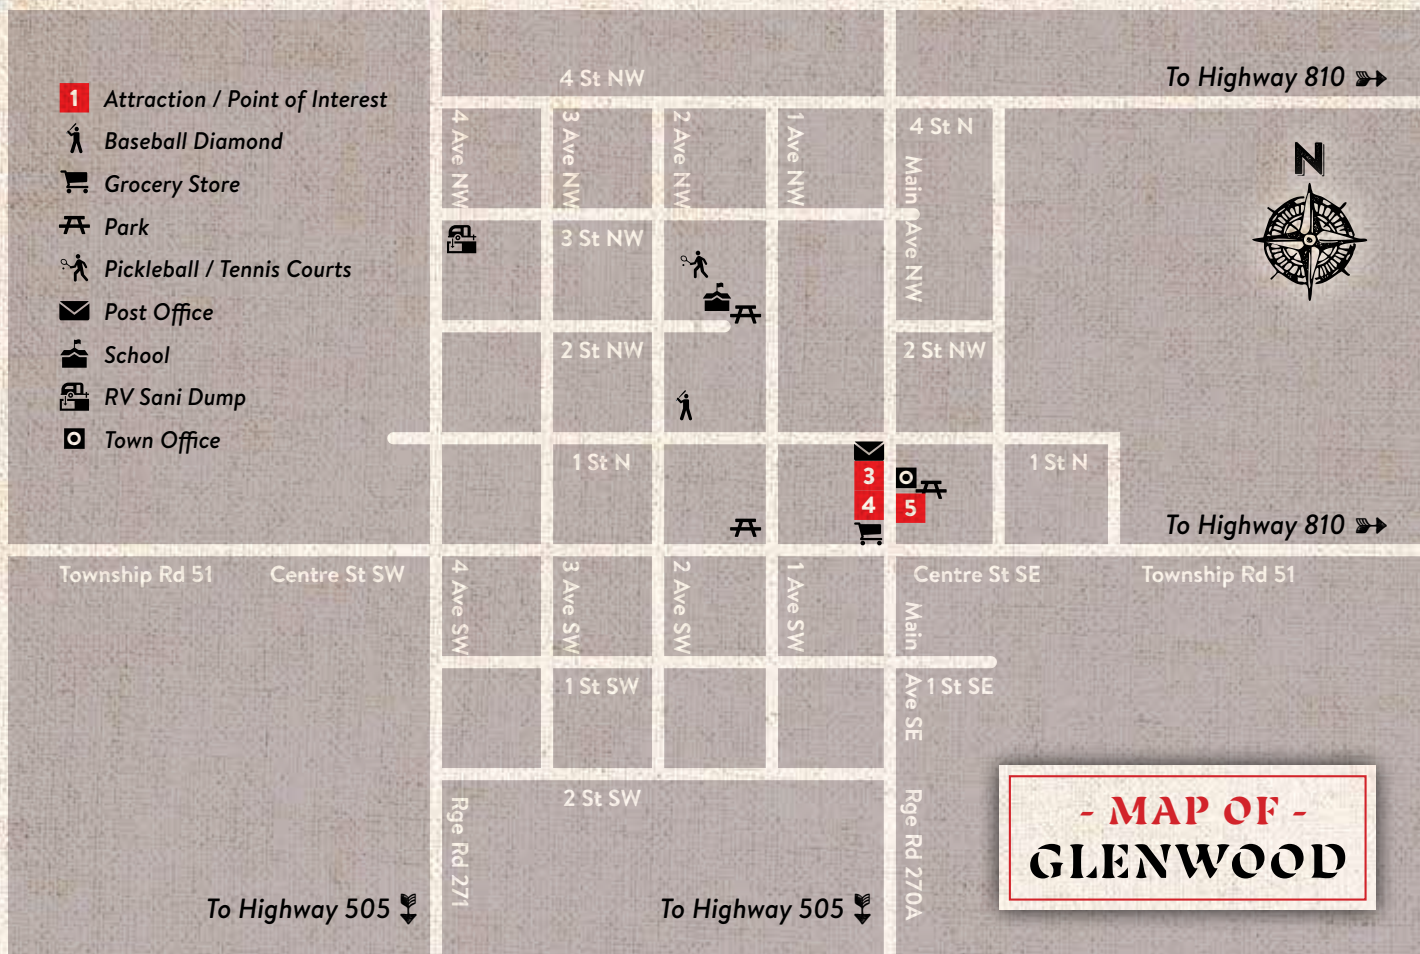 4 St NW
To Highway 810
1 Attraction / Point of Interest
Baseball Diamond
Grocery Store
Park
Pickleball / Tennis Courts
Post Office
School
RV Sani Dump
Town Office
4 Ave NW
3 Ave NW
2 Ave NW
1 Ave NW
4 St N
Main Ave NW
N
3 St NW
2 St NW
2 St NW
1 St N
1 St N
3
4
5
To Highway 810
Township Rd 51
Centre St SW
Centre St SE
Township Rd 51
4 Ave SW
3 Ave SW
2 Ave SW
1 Ave SW
Main Ave SE
1 St SW
1 St SE
2 St SW
Rge Rd 271
Rge Rd 270A
To Highway 505
To Highway 505
- MAP OF -
GLENWOOD